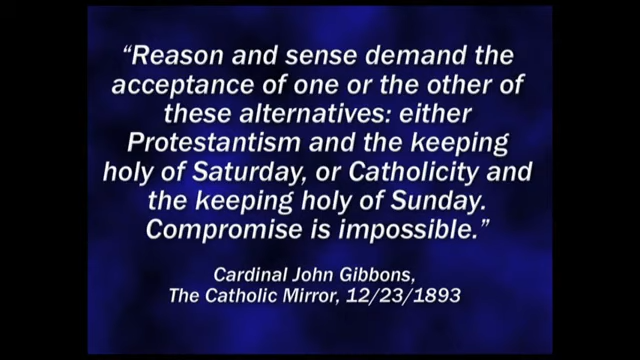 “Reason and sense demand the
acceptance of one or the other of
these alternatives: either
Protestantism and the keeping
holy of Saturday, or Catholicity and
the keeping holy of Sunday.
Compromise is impossible.”
Cardinal John Gibbons,
The Catholic Mirror, 12/23/1893